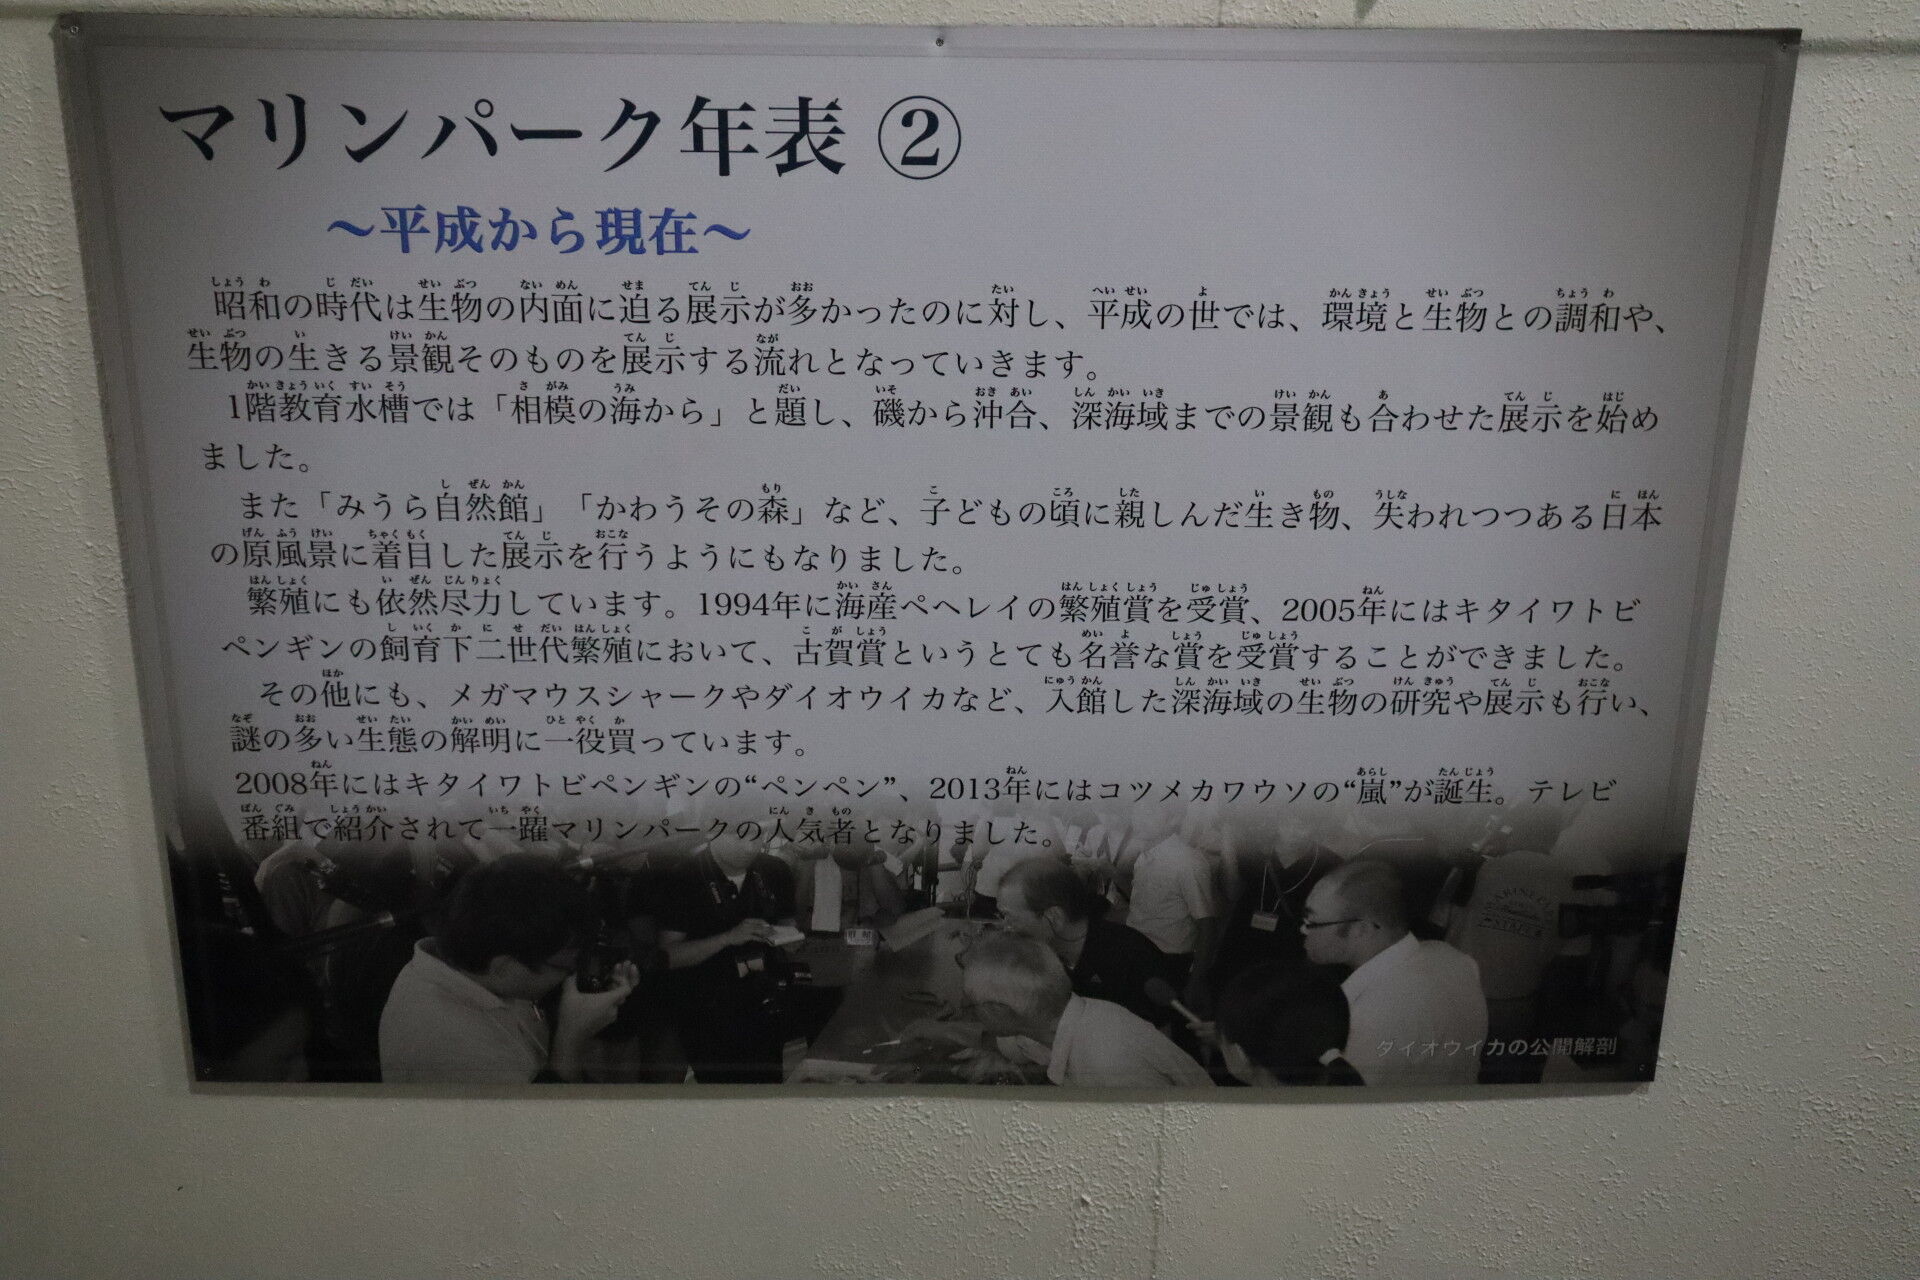 マリンパーク年表 ②
～平成から現在～
昭和の時代は生物の内面に迫る展示が多かったのに対し、平成の世では、環境と生物との調和や、
生物の生きる景観そのものを展示する流れとなっていきます。
1階教育水槽では「相模の海から」と題し、磯から沖合、深海域までの景観も合わせた展示を始め
ました。
また「みうら自然館」「かわうその森」など、子どもの頃に親しんだ生き物、失われつつある日本
の原風景に着目した展示を行うようにもなりました。
繁殖にも依然尽力しています。1994年に海産ペヘレイの繁殖賞を受賞、2005年にはキタイワトビ
ペンギンの飼育下二世代繁殖において、古賀賞というとても名誉な賞を受賞することができました。
その他にも、メガマウスシャークやダイオウイカなど、入館した深海域の生物の研究や展示も行い、
謎の多い生態の解明に一役買っています。
2008年にはキタイワトビペンギンの“ペンペン”、2013年にはコツメカワウソの“嵐”が誕生。テレビ
番組で紹介されて一躍マリンパークの人気者となりました。
ダイオウイカの公開解剖